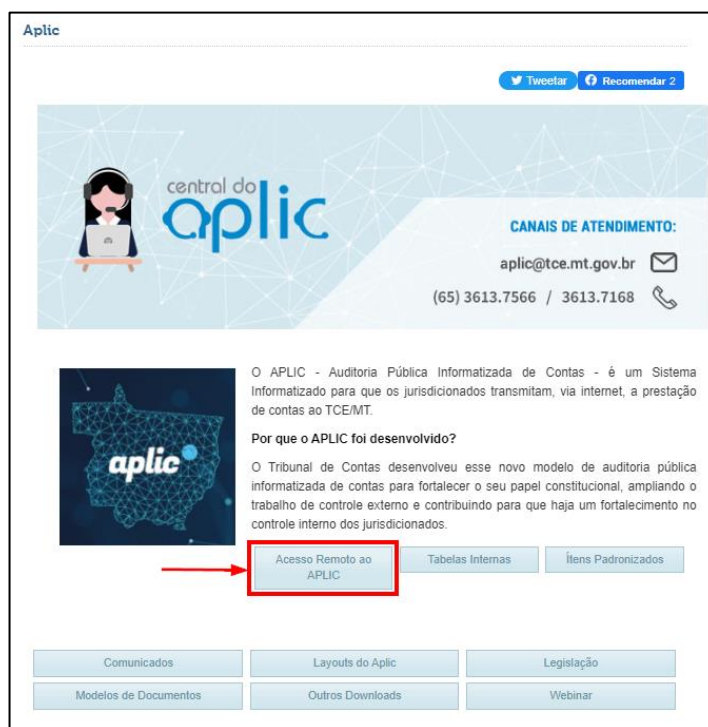 Aplic
Tweetar
Recomendar 2
central do
aplic
CANAIS DE ATENDIMENTO:
aplic@tce.mt.gov.br
(65) 3613.7566 / 3613.7168
aplic
O APLIC - Auditoria Pública Informatizada de Contas - é um Sistema
Informatizado para que os jurisdicionados transmitam, via internet, a prestação
de contas ao TCE/MT.
Por que o APLIC foi desenvolvido?
O Tribunal de Contas desenvolveu esse novo modelo de auditoria pública
informatizada de contas para fortalecer o seu papel constitucional, ampliando o
trabalho de controle externo e contribuindo para que haja um fortalecimento no
controle interno dos jurisdicionados.
Acesso Remoto ao
APLIC
Tabelas Internas
Ítens Padronizados
Comunicados
Layouts do Aplic
Legislação
Modelos de Documentos
Outros Downloads
Webinar